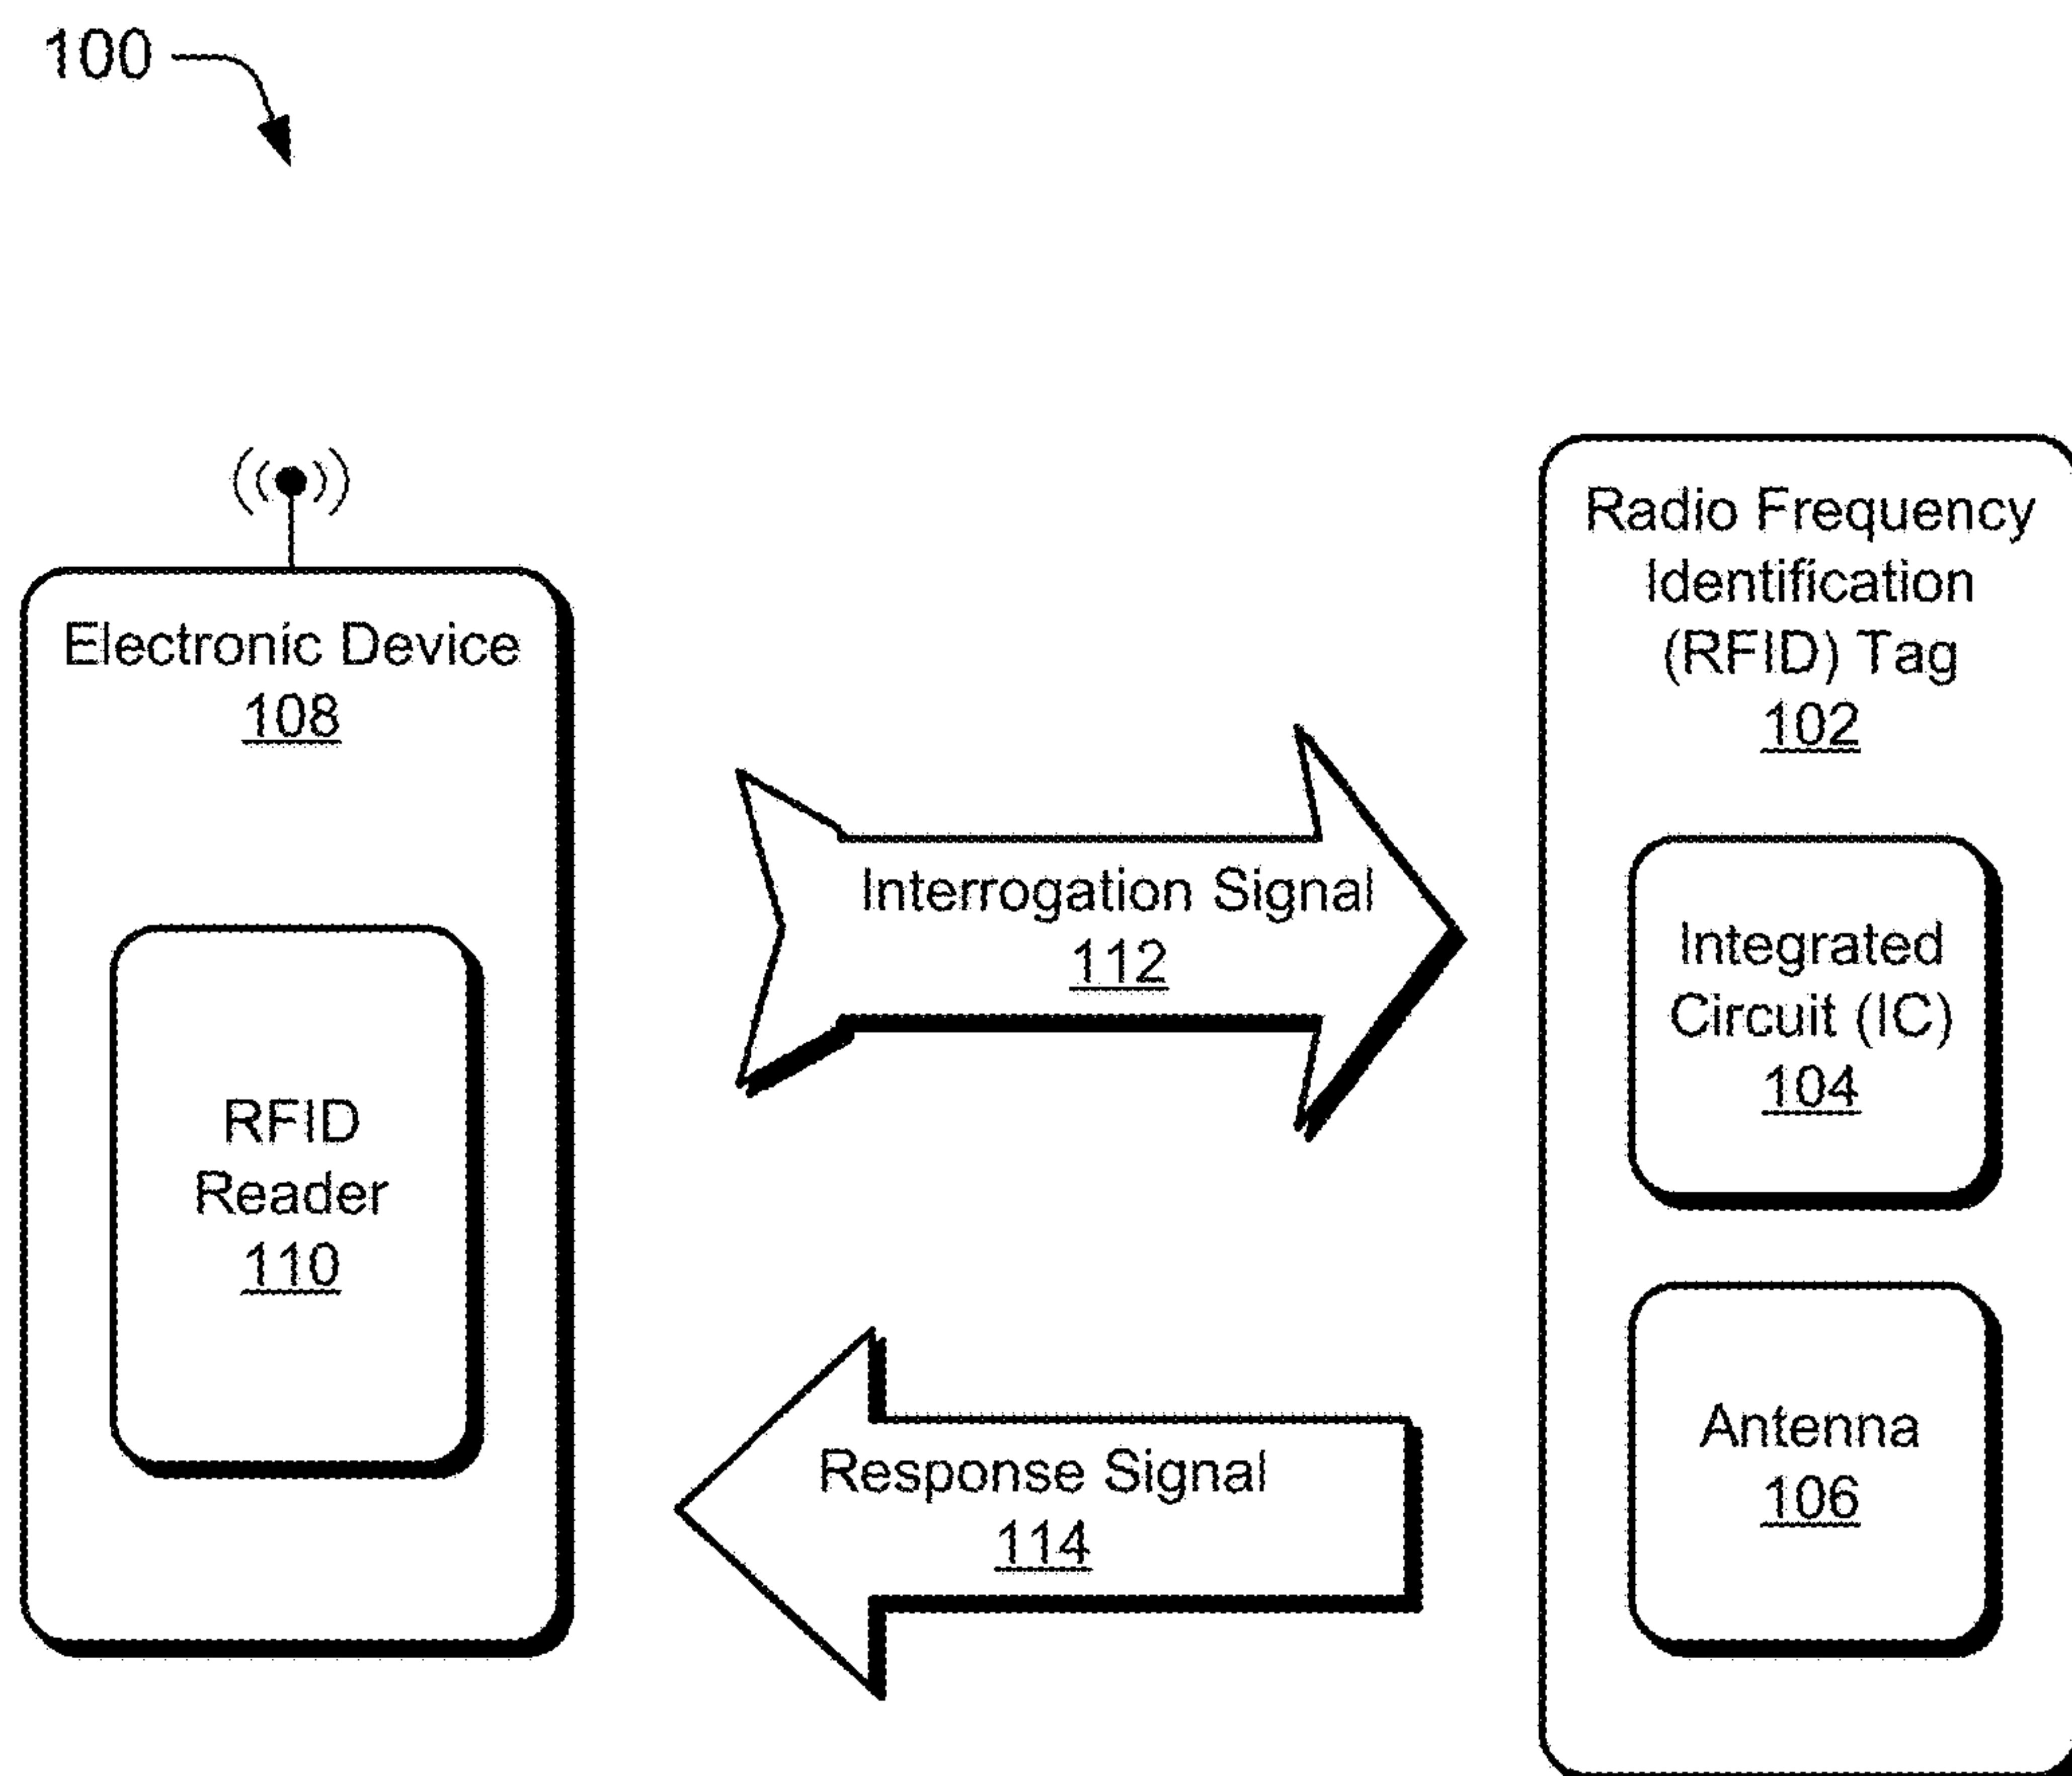 100
Electronic Device
108
RFID
Reader
110
Interrogation Signal
112
Response Signal
114
Radio Frequency
Identification
(RFID) Tag
102
Integrated
Circuit (IC)
104
Antenna
106